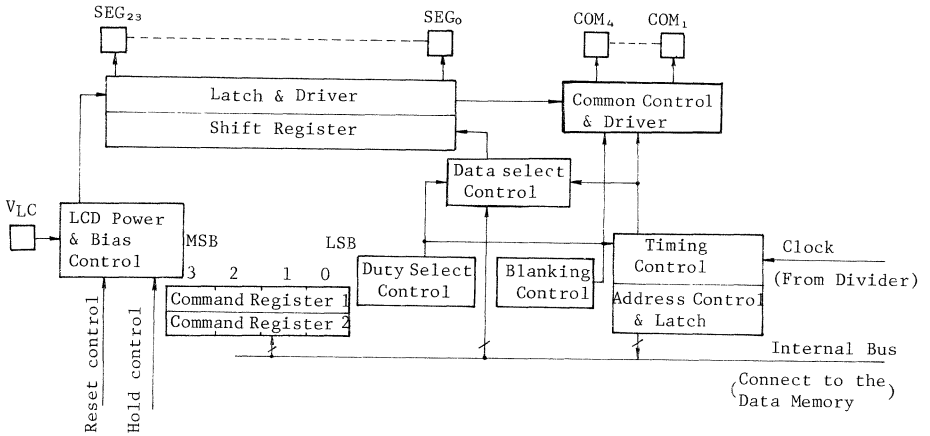 SEG₂₃
SEG₀
COM₄
COM₁
Latch & Driver
Shift Register
Common Control
& Driver
Data select
Control
VLC
LCD Power
& Bias
Control
MSB
LSB
3 2 1 0
Command Register 1
Command Register 2
Duty Select
Control
Blanking
Control
Timing
Control
Address Control
& Latch
Clock
(From Divider)
Internal Bus
(Connect to the
Data Memory)
Reset control
Hold control